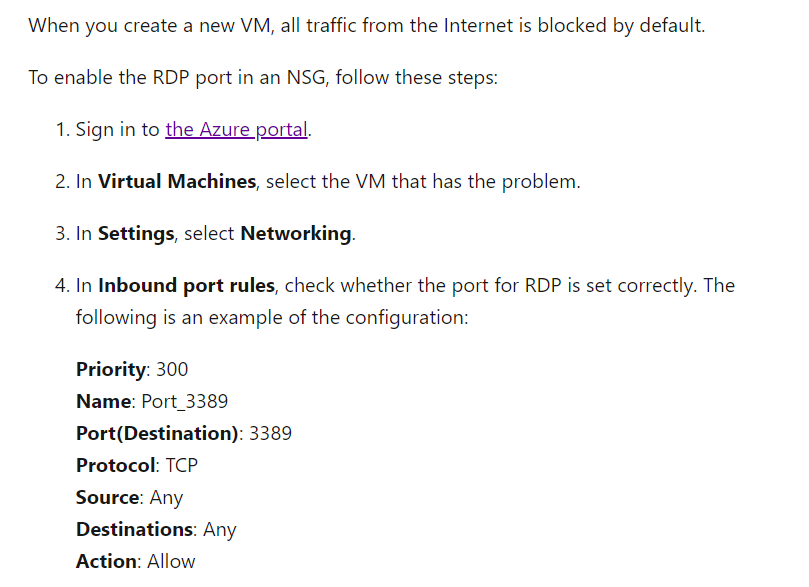 When you create a new VM, all traffic from the Internet is blocked by default.
To enable the RDP port in an NSG, follow these steps:
1. Sign in to the Azure portal.
2. In Virtual Machines, select the VM that has the problem.
3. In Settings, select Networking.
4. In Inbound port rules, check whether the port for RDP is set correctly. The
following is an example of the configuration:
Priority: 300
Name: Port_3389
Port(Destination): 3389
Protocol: TCP
Source: Any
Destinations: Any
Action: Allow